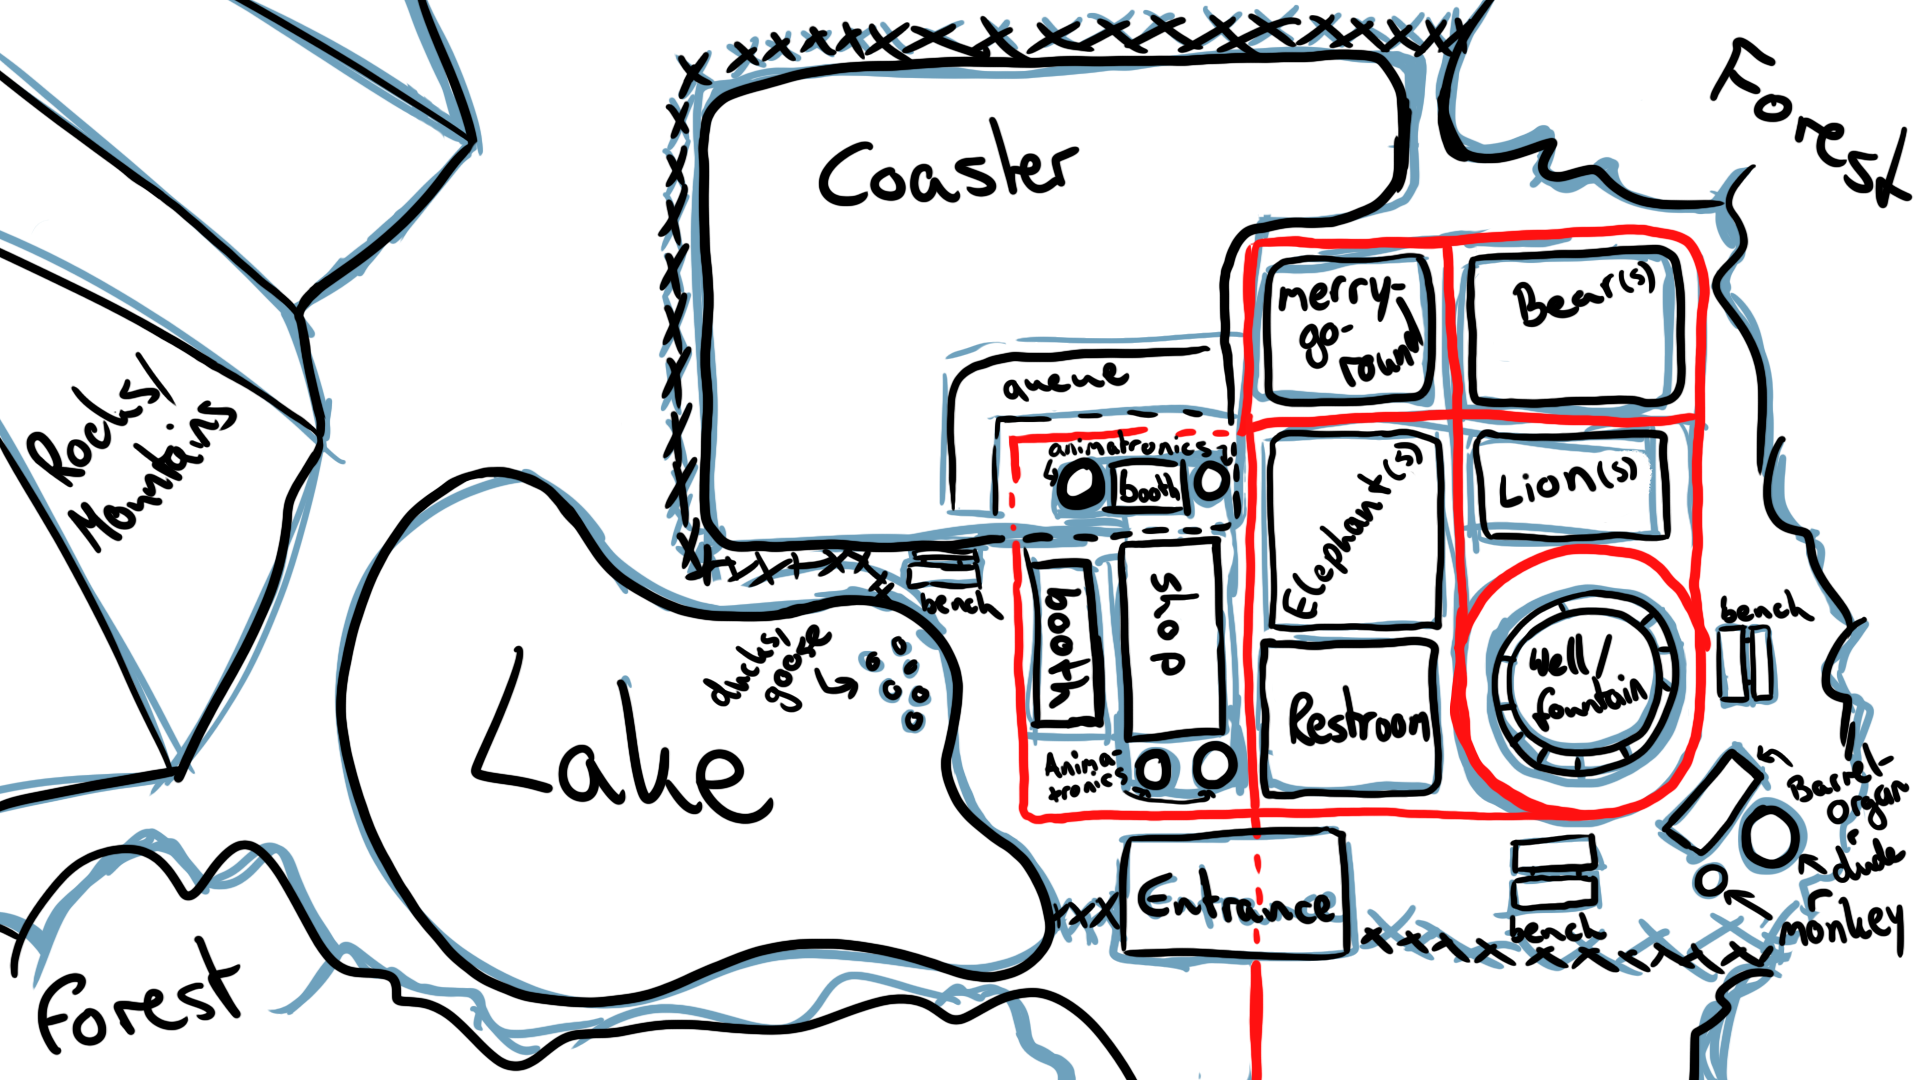 Forest
Coaster
merry-
go-
round
Bear(s)
queue
Rocks/
Mountains
animatronics
booth
Elephant(s)
Lion(s)
bench
booth
shop
bench
ducks/
goose
Well/
fountain
Restroom
Lake
Anima-
tronics
Barrel-
organ
dude
Entrance
monkey
bench
Forest